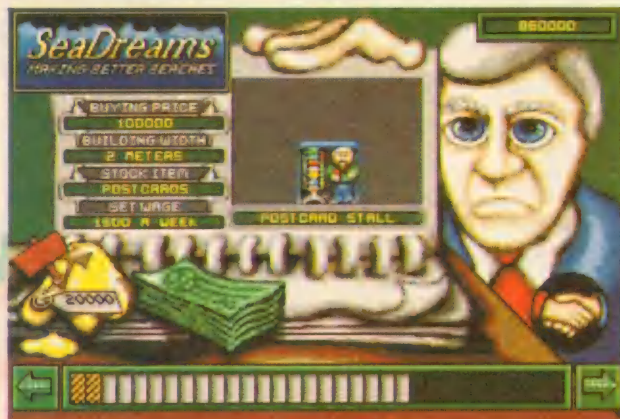 SeaDreams
MAKING BETTER BEACHES
860000
BUYING PRICE
100000
BUILDING WIDTH
2 METERS
STOCK ITEM
POSTCARDS
SET WAGE
1500 A WEEK
POSTCARD STALL
20000